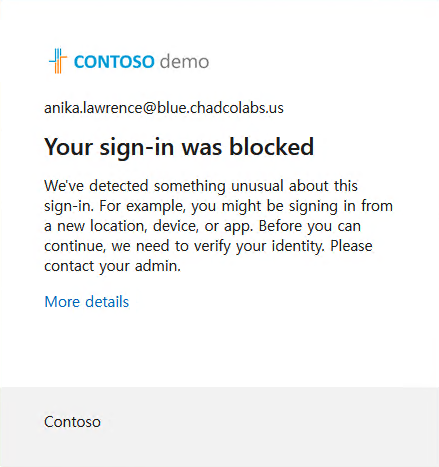 CONTOSO demo
anika.lawrence@blue.chadcolabs.us
Your sign-in was blocked
We've detected something unusual about this
sign-in. For example, you might be signing in from
a new location, device, or app. Before you can
continue, we need to verify your identity. Please
contact your admin.
More details
Contoso